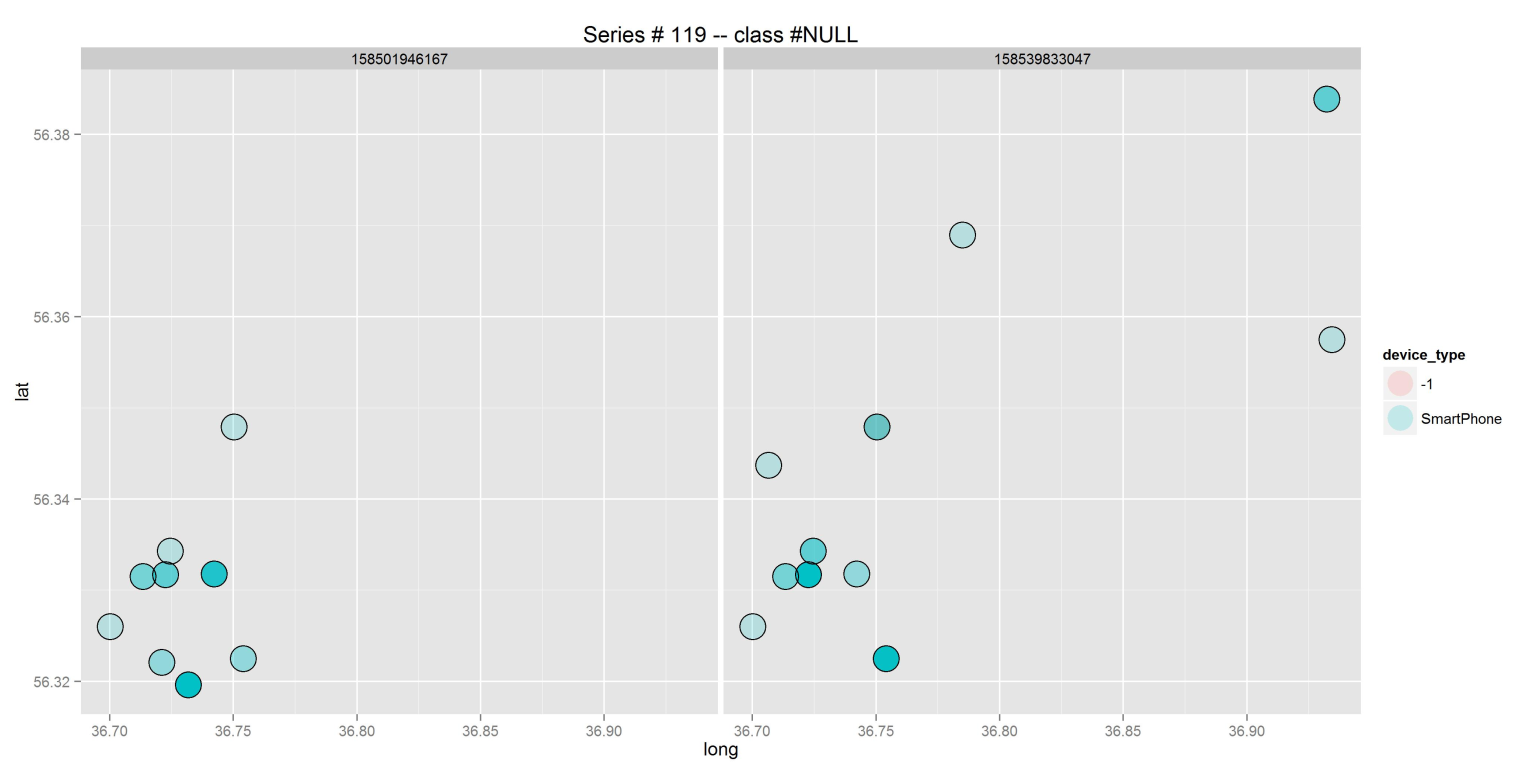 Series # 119 -- class #NULL
158501946167
158539833047
56.38
56.36
56.34
56.32
lat
36.70 36.75 36.80 36.85 36.90
36.70 36.75 36.80 36.85 36.90
long
device_type
-1
SmartPhone